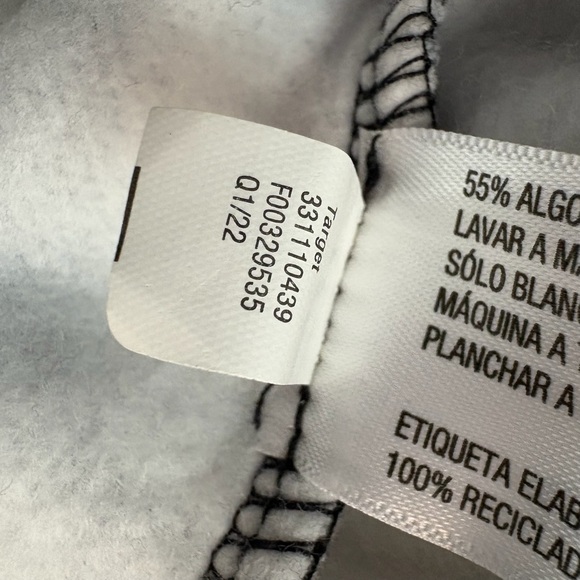 Target
331110439
F00329535
Q1/22
55% ALGO
LAVAR A MA
SÓLO BLANC
MÁQUINA A
PLANCHAR A
ETIQUETA ELAB
100% RECICLAD